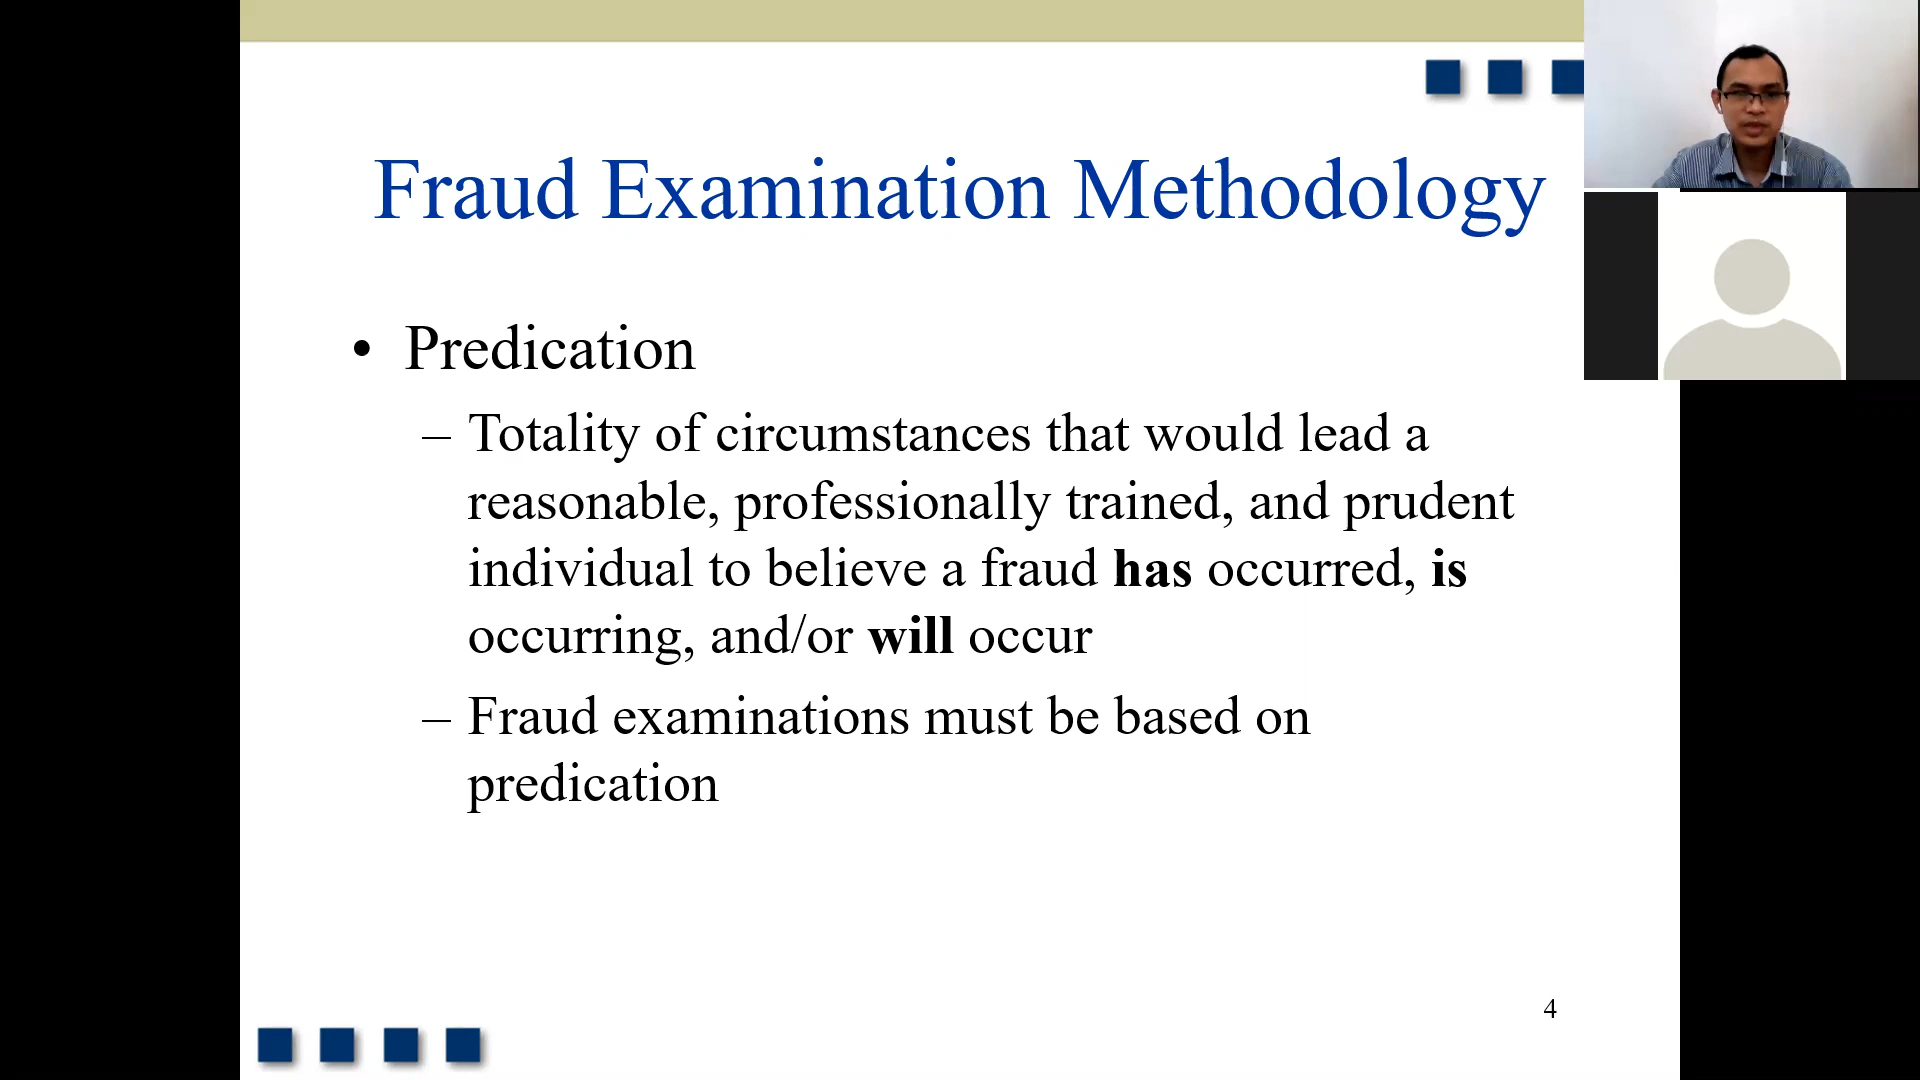 Fraud Examination Methodology
• Predication
– Totality of circumstances that would lead a
reasonable, professionally trained, and prudent
individual to believe a fraud has occurred, is
occurring, and/or will occur
– Fraud examinations must be based on
predication
4